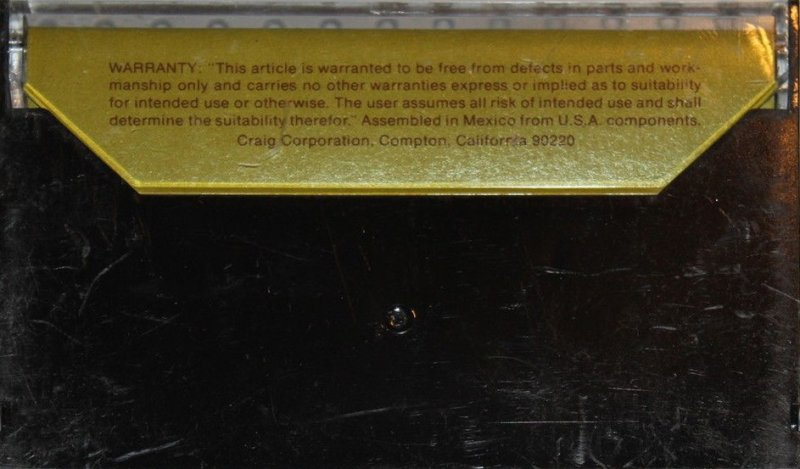 WARRANTY: "This article is warranted to be free from defects in parts and work-
manship only and carries no other warranties express or implied as to suitability
for intended use or otherwise. The user assumes all risk of intended use and shall
determine the suitability therefor." Assembled in Mexico from U.S.A. components.
Craig Corporation, Compton, California 90220